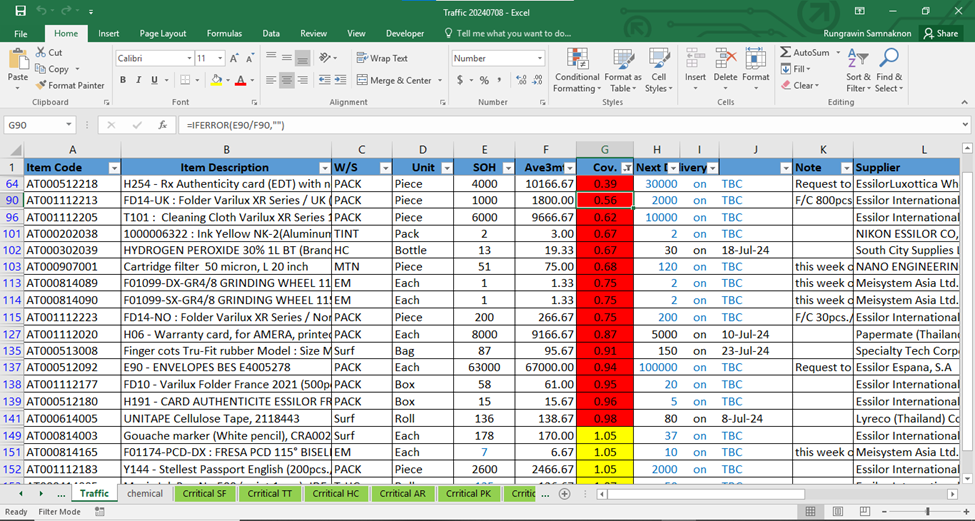 Traffic 20240708 - Excel
File Home Insert Page Layout Formulas Data Review View Developer Tell me what you want to do... Rungrawin Samnaknon Share
Paste Cut Calibri 11 Wrap Text Number AutoSum
Copy Fill
Format Painter B I U Merge & Center $ % , Conditional Formatting Format as Table Cell Styles Insert Delete Format Clear Sort & Filter Find & Select
Clipboard Font Alignment Number Styles Cells Editing
G90 fx =IFERROR(E90/F90,"")
A B C D E F G H I J K L
1 Item Code Item Description W/S Unit SOH Ave3mt Cov. Next D livery
Note Supplier
64 AT000512218 H254 - Rx Authenticity card (EDT) with n PACK Piece 4000 10166.67 0.39 30000 on TBC Request to EssilorLuxottica Wh
90 AT001112213 FD14-UK : Folder Varilux XR Series / UK ( PACK Piece 1000 1800.00 0.56 2000 on TBC F/C 800pcs Essilor International
96 AT001112205 T101 : Cleaning Cloth Varilux XR Series 1 PACK Piece 6000 9666.67 0.62 10000 on TBC Essilor International
101 AT000202038 1000006322 : Ink Yellow NK-2(Aluminum TINT Pack 2 3.00 0.67 2 on TBC NIKON ESSILOR CO,
102 AT000302039 HYDROGEN PEROXIDE 30% 1L BT (Bran HC Bottle 13 19.33 0.67 30 on 18-Jul-24 South City Supplies
103 AT000907001 Cartridge filter 50 micron, L 20 inch MTN Piece 51 75.00 0.68 120 on TBC this week o NANO ENGINEERIN
113 AT000814089 F01099-DX-GR4/8 GRINDING WHEEL 11 EM Each 1 1.33 0.75 2 on TBC this week o Meisystem Asia Ltd.
114 AT000814090 F01099-SX-GR4/8 GRINDING WHEEL 11 EM Each 1 1.33 0.75 2 on TBC this week o Meisystem Asia Ltd.
115 AT001112223 FD14-NO : Folder Varilux XR Series / Nor PACK Piece 200 266.67 0.75 200 on TBC F/C 30pcs./ Essilor International
127 AT001112020 H06 - Warranty card, for AMERA, printed PACK Each 8000 9166.67 0.87 5000 on 10-Jul-24 Papermate (Thailan
135 AT000513008 Finger cots Tru-Fit rubber Model : Size M Surf Bag 87 95.67 0.91 150 on 23-Jul-24 Specialty Tech Corp
137 AT000512092 E90 - ENVELOPES BES E4005278 PACK Each 63000 67000.00 0.94 100000 on TBC Request to Essilor Espana, S.A
138 AT001112177 FD10 - Varilux Folder France 2021 (500p PACK Box 58 61.00 0.95 20 on TBC Essilor International
139 AT000512180 H191 - CARD AUTHENTICITE ESSILOR FR PACK Box 15 15.67 0.96 5 on TBC Essilor International
141 AT000614005 UNITAPE Cellulose Tape, 2118443 Surf Roll 136 138.67 0.98 80 on 8-Jul-24 Lyreco (Thailand) Co
149 AT000814003 Gouache marker (White pencil), CRA002 Surf Each 178 170.00 1.05 37 on TBC Essilor International
151 AT000814165 F01174-PCD-DX : FRESA PCD 115° BISEL EM Each 7 6.67 1.05 10 on TBC this week o Meisystem Asia Ltd.
152 AT001112183 Y144 - Stellest Passport English (200pcs., PACK Piece 2600 2466.67 1.05 2000 on TBC Essilor International
... Traffic chemical Crritical SF Crritical TT Crritical HC Crritical AR Crritical PK Crritic ...
Ready Filter Mode 100%